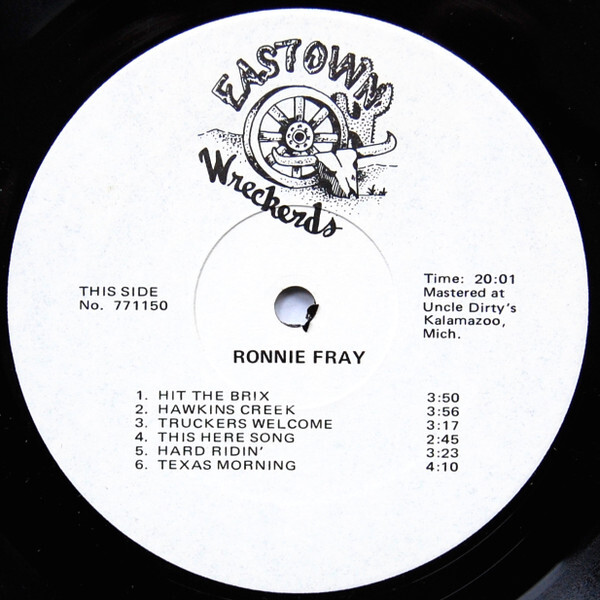 EASTOWN
Wreckerds
THIS SIDE
No. 771150
Time: 20:01
Mastered at
Uncle Dirty's
Kalamazoo,
Mich.
RONNIE FRAY
1. HIT THE BRIX 3:50
2. HAWKINS CREEK 3:56
3. TRUCKERS WELCOME 3:17
4. THIS HERE SONG 2:45
5. HARD RIDIN' 3:23
6. TEXAS MORNING 4:10